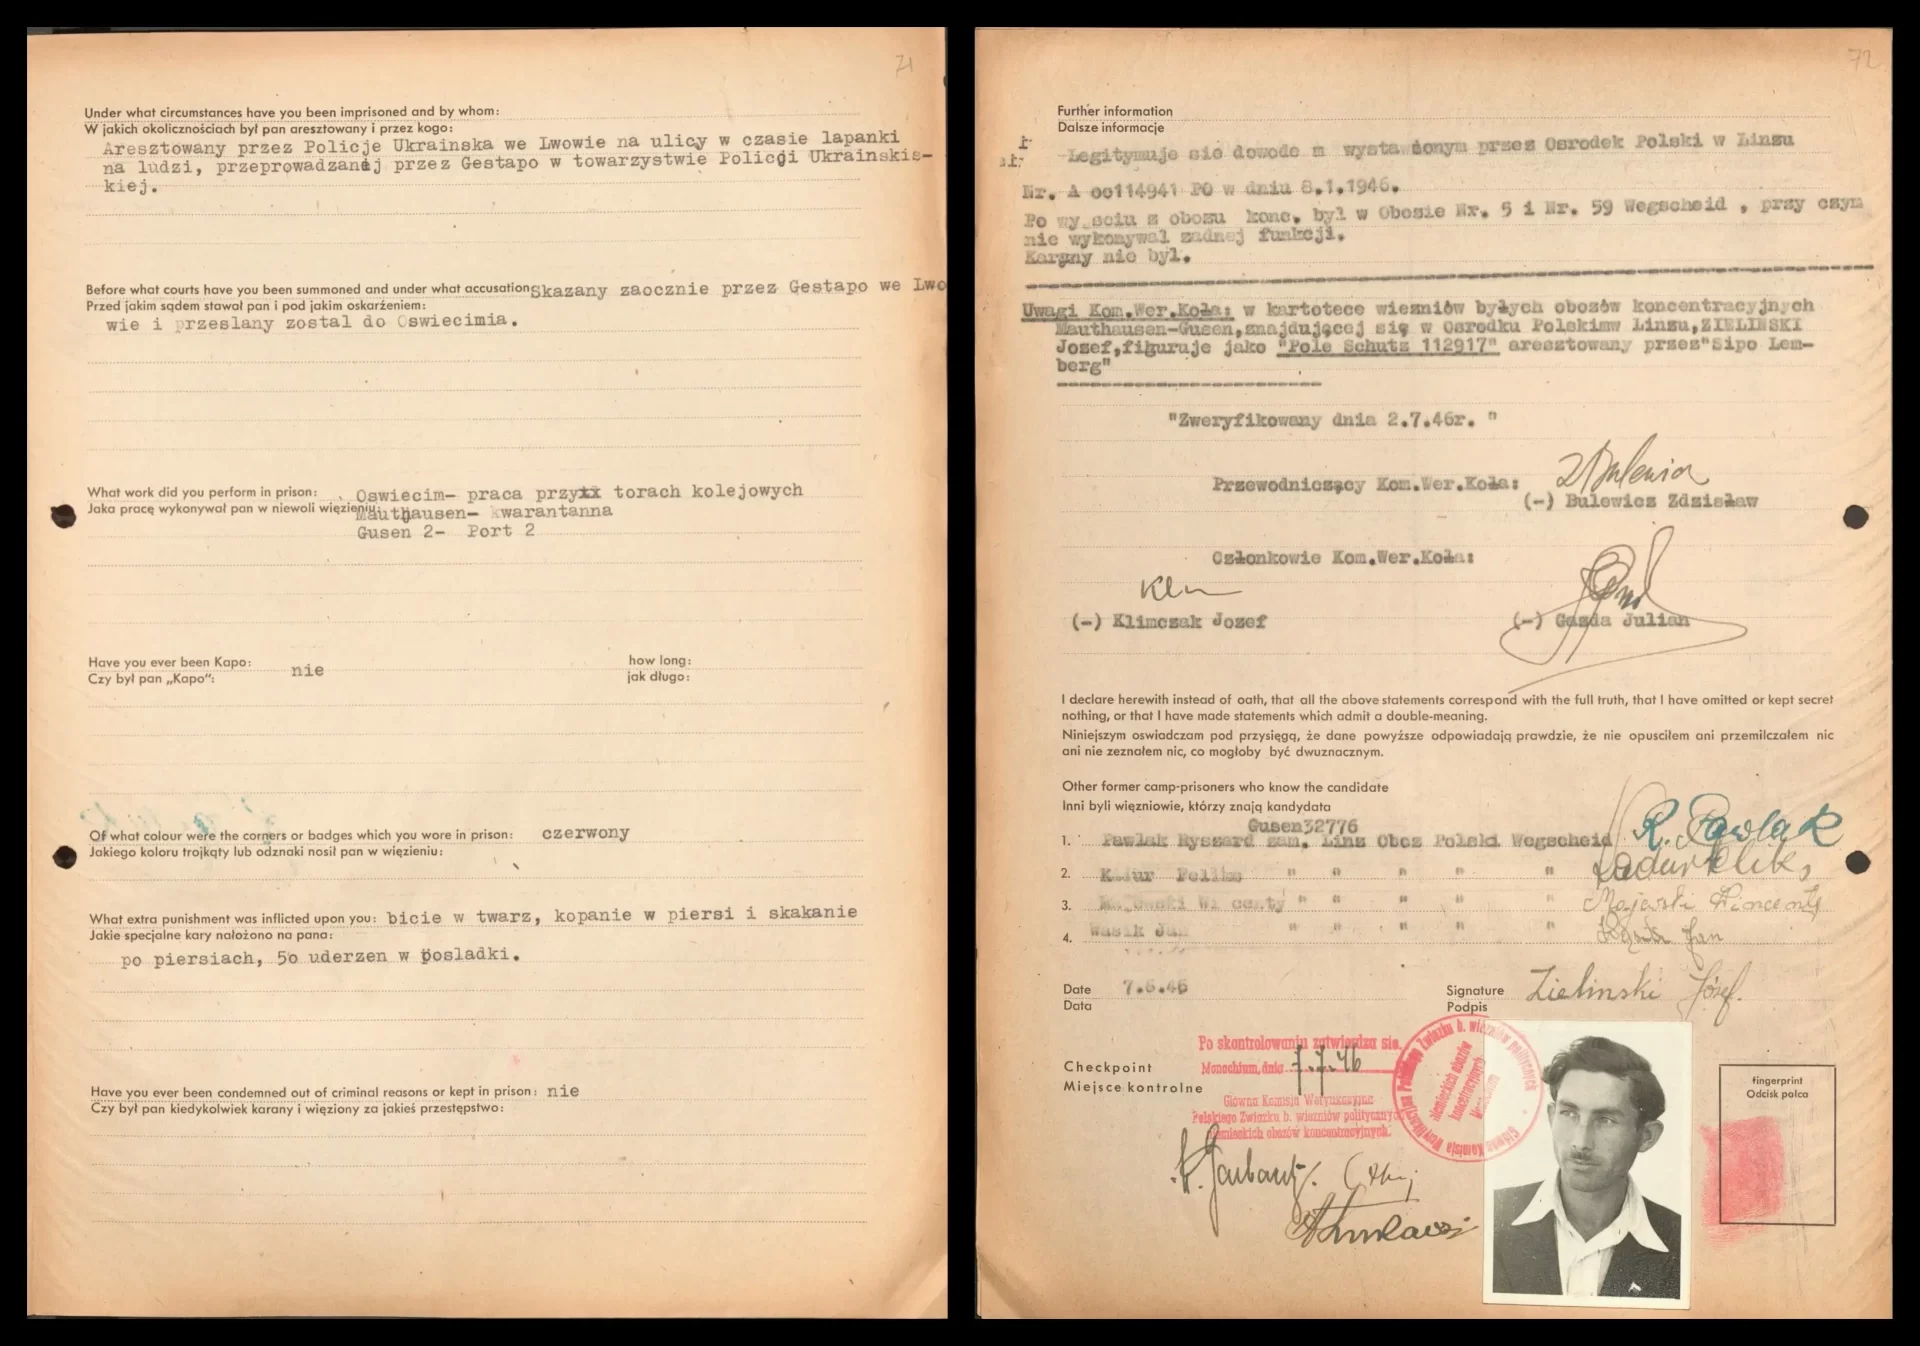 71
Under what circumstances have you been imprisoned and by whom:
W jakich okolicznościach był pan aresztowany i przez kogo:
Aresztowany przez Policje Ukrainska we Lwowie na ulicy w czasie lapanki
na ludzi, przeprowadzanej przez Gestapo w towarzystwie Policji Ukrainskis-
kiej.
Before what courts have you been summoned and under what accusation Skazany zaocznie przez Gestapo we Lwo
Przed jakim sądem stawał pan i pod jakim oskarżeniem:
wie i przeslany zostal do Oswiecimia.
What work did you perform in prison: Oswiecim- praca przy torach kolejowych
Jaka pracę wykonywał pan w niewoli więzieniu:
Mauthausen- kwarantanna
Gusen 2- Port 2
Have you ever been Kapo: nie how long:
Czy był pan „Kapo": jak długo:
Of what colour were the corners or badges which you wore in prison: czerwony
Jakiego koloru trojkąty lub odznaki nosił pan w więzieniu:
What extra punishment was inflicted upon you: bicie w twarz, kopanie w piersi i skakanie
Jakie specjalne kary nałożono na pana:
po piersiach, 5o uderzen w posladki.
Have you ever been condemned out of criminal reasons or kept in prison: nie
Czy był pan kiedykolwiek karany i więziony za jakieś przestępstwo:
72
Further information
Dalsze informacje
Legitymuje sie dowode m wystawionym przez Osrodek Polski w Linzu
Nr. A oo114941 PO w dniu 8.1.1946.
Po wy sciu z obozu konc. był w Obozie Nr. 5 i Nr. 59 Wegscheid , przy czym
nie wykonywal zadnej funkcji.
Karany nie byl.
Uwagi Kom.Wer.Koła: w kartotece wiezniów byłych obozów koncentracyjnych
Mauthausen-Gusen,znajdującej się w Osrodku Polskimw Linzu,ZIELINSKI
Jozef,figuruje jako "Pole Schutz 112917" aresztowany przez"Sipo Lem-
berg"
"Zweryfikowany dnia 2.7.46r. "
Przewodniczący Kom.Wer.Koła:
(-) Bulewicz Zdzisław
Członkowie Kom.Wer.Koła:
(-) Klimczak Jozef (-) Gazda Julian
I declare herewith instead of oath, that all the above statements correspond with the full truth, that I have omitted or kept secret
nothing, or that I have made statements which admit a double-meaning.
Niniejszym oswiadczam pod przysięgą, że dane powyższe odpowiadają prawdzie, że nie opusciłem ani przemilczałem nic
ani nie zeznałem nic, co mogłoby być dwuznacznym.
Other former camp-prisoners who know the candidate
Inni byli więzniowie, którzy znają kandydata
Gusen32776
1. Pawlak Ryszard zam. Linz Oboz Polski Wegscheid R. Pawlak
2. " " " " "
3. " " " " "
4. Wasik Jan " " " " "
Date 7.6.46 Signature Zielinski Józef.
Data Podpis
Po skontrolowaniu zatwierdza sie.
Checkpoint Monachium, dnia 7.7.46
Miejsce kontrolne
Główna Komisja Weryfikacyjna
Polskiego Związku b. wiezniów politycznych
niemieckich obozów koncentracyjnych.
fingerprint
Odcisk palca